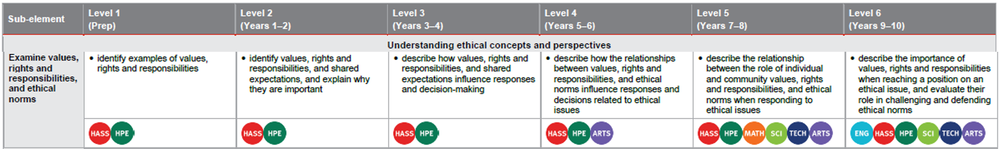 Sub-element
Level 1
(Prep)
Level 2
(Years 1–2)
Level 3
(Years 3–4)
Level 4
(Years 5–6)
Level 5
(Years 7–8)
Level 6
(Years 9–10)
Understanding ethical concepts and perspectives
Examine values,
rights and
responsibilities,
and ethical
norms
• identify examples of values,
rights and responsibilities
• identify values, rights and
responsibilities, and shared
expectations, and explain why
they are important
• describe how values, rights and
responsibilities, and shared
expectations influence responses
and decision-making
• describe how the relationships
between values, rights and
responsibilities, and ethical
norms influence responses and
decisions related to ethical
issues
• describe the relationship
between the role of individual
and community values, rights
and responsibilities, and ethical
norms when responding to
ethical issues
• describe the importance of
values, rights and responsibilities
when reaching a position on an
ethical issue, and evaluate their
role in challenging and defending
ethical norms
HASS HPE
HASS HPE
HASS HPE
HASS HPE ARTS
HASS HPE MATH SCI TECH ARTS
ENG HASS HPE SCI TECH ARTS